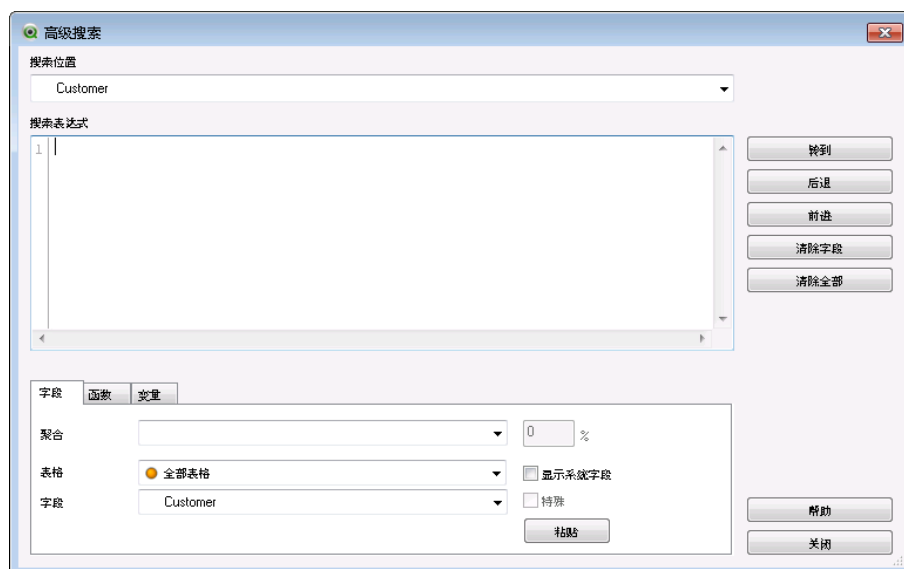 高级搜索
搜索位置
Customer
搜索表达式
1
转到
后退
前进
清除字段
清除全部
字段 函数 变量
聚合 0 %
表格 全部表格 显示系统字段
字段 Customer 特殊
粘贴
帮助
关闭